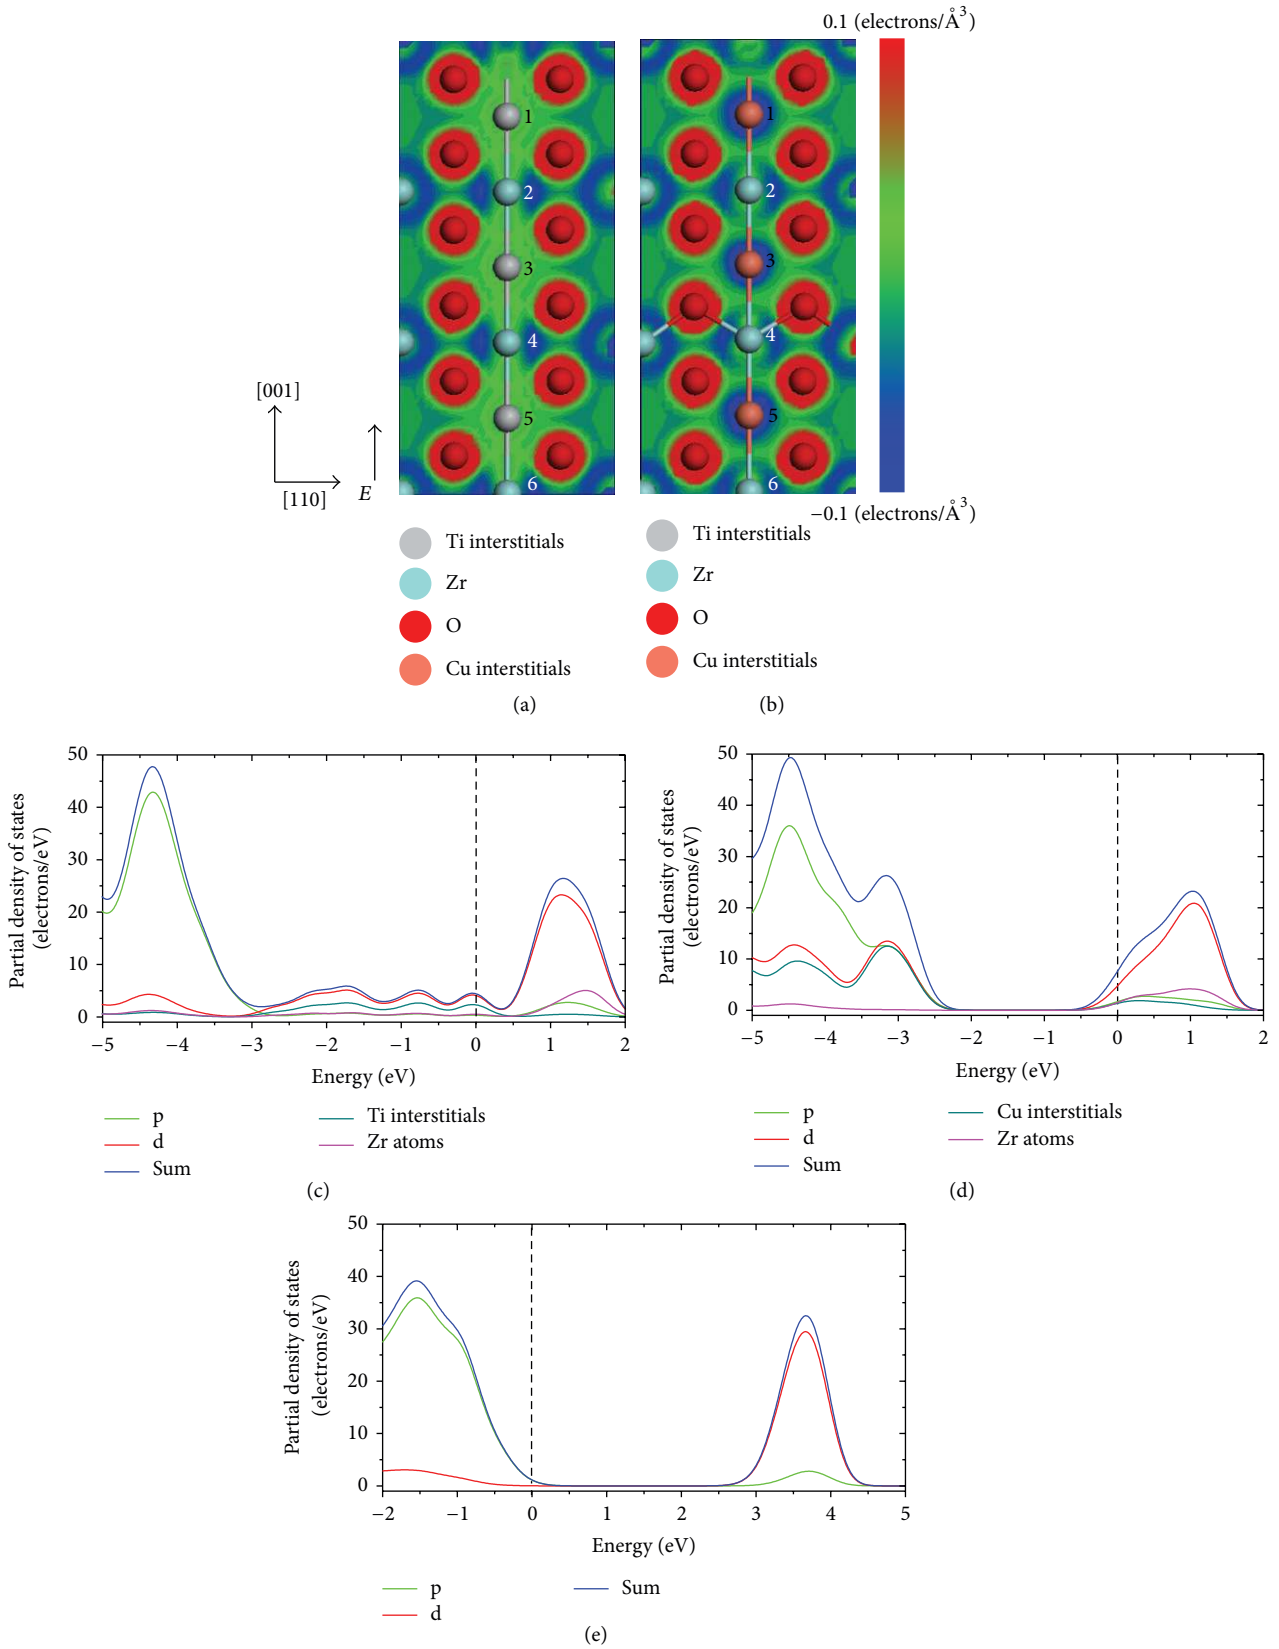 0.1 (electrons/Å³)
1
2
3
4
5
6
1
2
3
4
5
6
[001]
[110]
E
−0.1 (electrons/Å³)
Ti interstitials
Zr
O
Cu interstitials
(a)
Ti interstitials
Zr
O
Cu interstitials
(b)
Partial density of states
(electrons/eV)
50
40
30
20
10
0
−5 −4 −3 −2 −1 0 1 2
Energy (eV)
p
d
Sum
Ti interstitials
Zr atoms
(c)
Partial density of states
(electrons/eV)
50
40
30
20
10
0
−5 −4 −3 −2 −1 0 1 2
Energy (eV)
p
d
Sum
Cu interstitials
Zr atoms
(d)
Partial density of states
(electrons/eV)
50
40
30
20
10
0
−2 −1 0 1 2 3 4 5
Energy (eV)
p
d
Sum
(e)